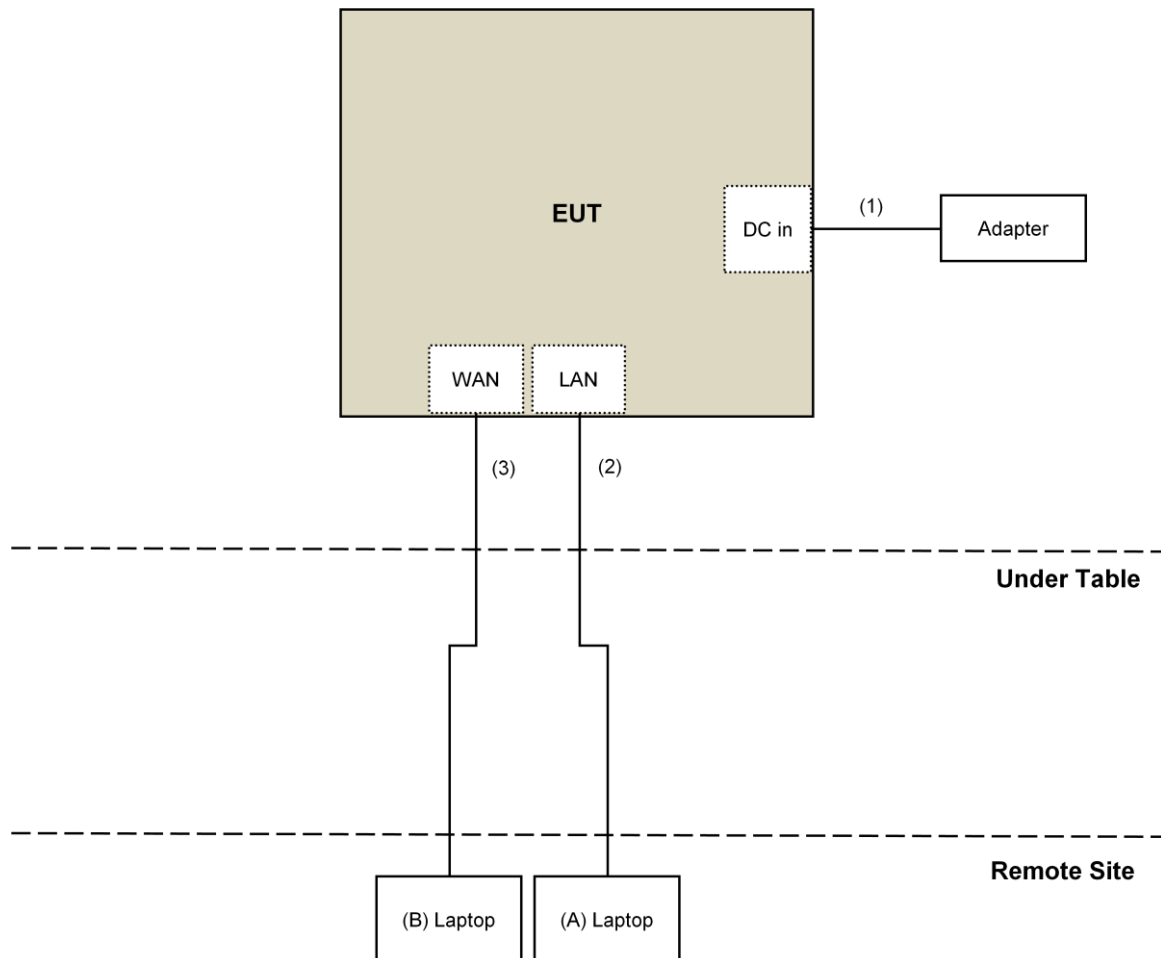 EUT
DC in
(1)
Adapter
WAN
LAN
(3)
(2)
Under Table
Remote Site
(B) Laptop
(A) Laptop